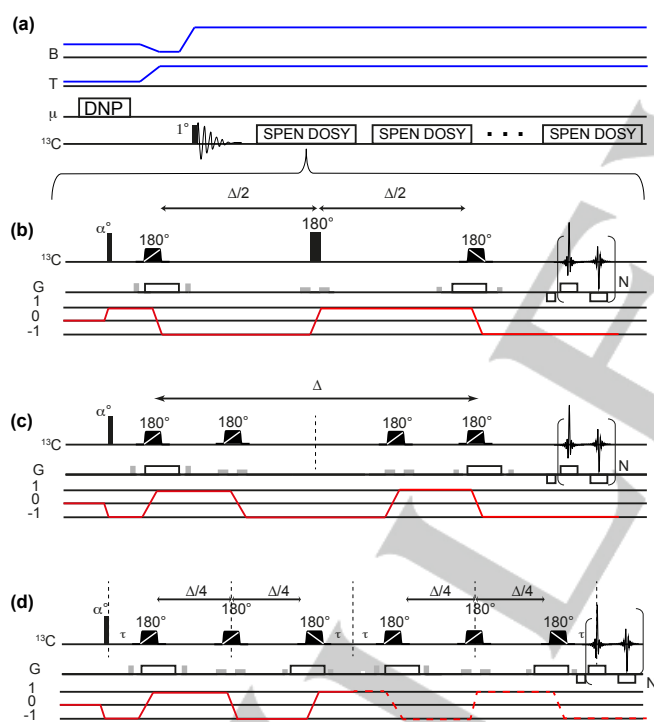 (a)
B
T
μ
DNP
1°
¹³C
SPEN DOSY
SPEN DOSY
. . .
SPEN DOSY
Δ/2
Δ/2
(b)
α°
180°
180°
180°
¹³C
G
N
1
0
-1
Δ
(c)
α°
180°
180°
180°
180°
¹³C
G
N
1
0
-1
(d)
Δ/4
Δ/4
Δ/4
Δ/4
α°
τ
180°
180°
180°
τ
τ
180°
180°
180°
τ
¹³C
G
N
1
0
-1